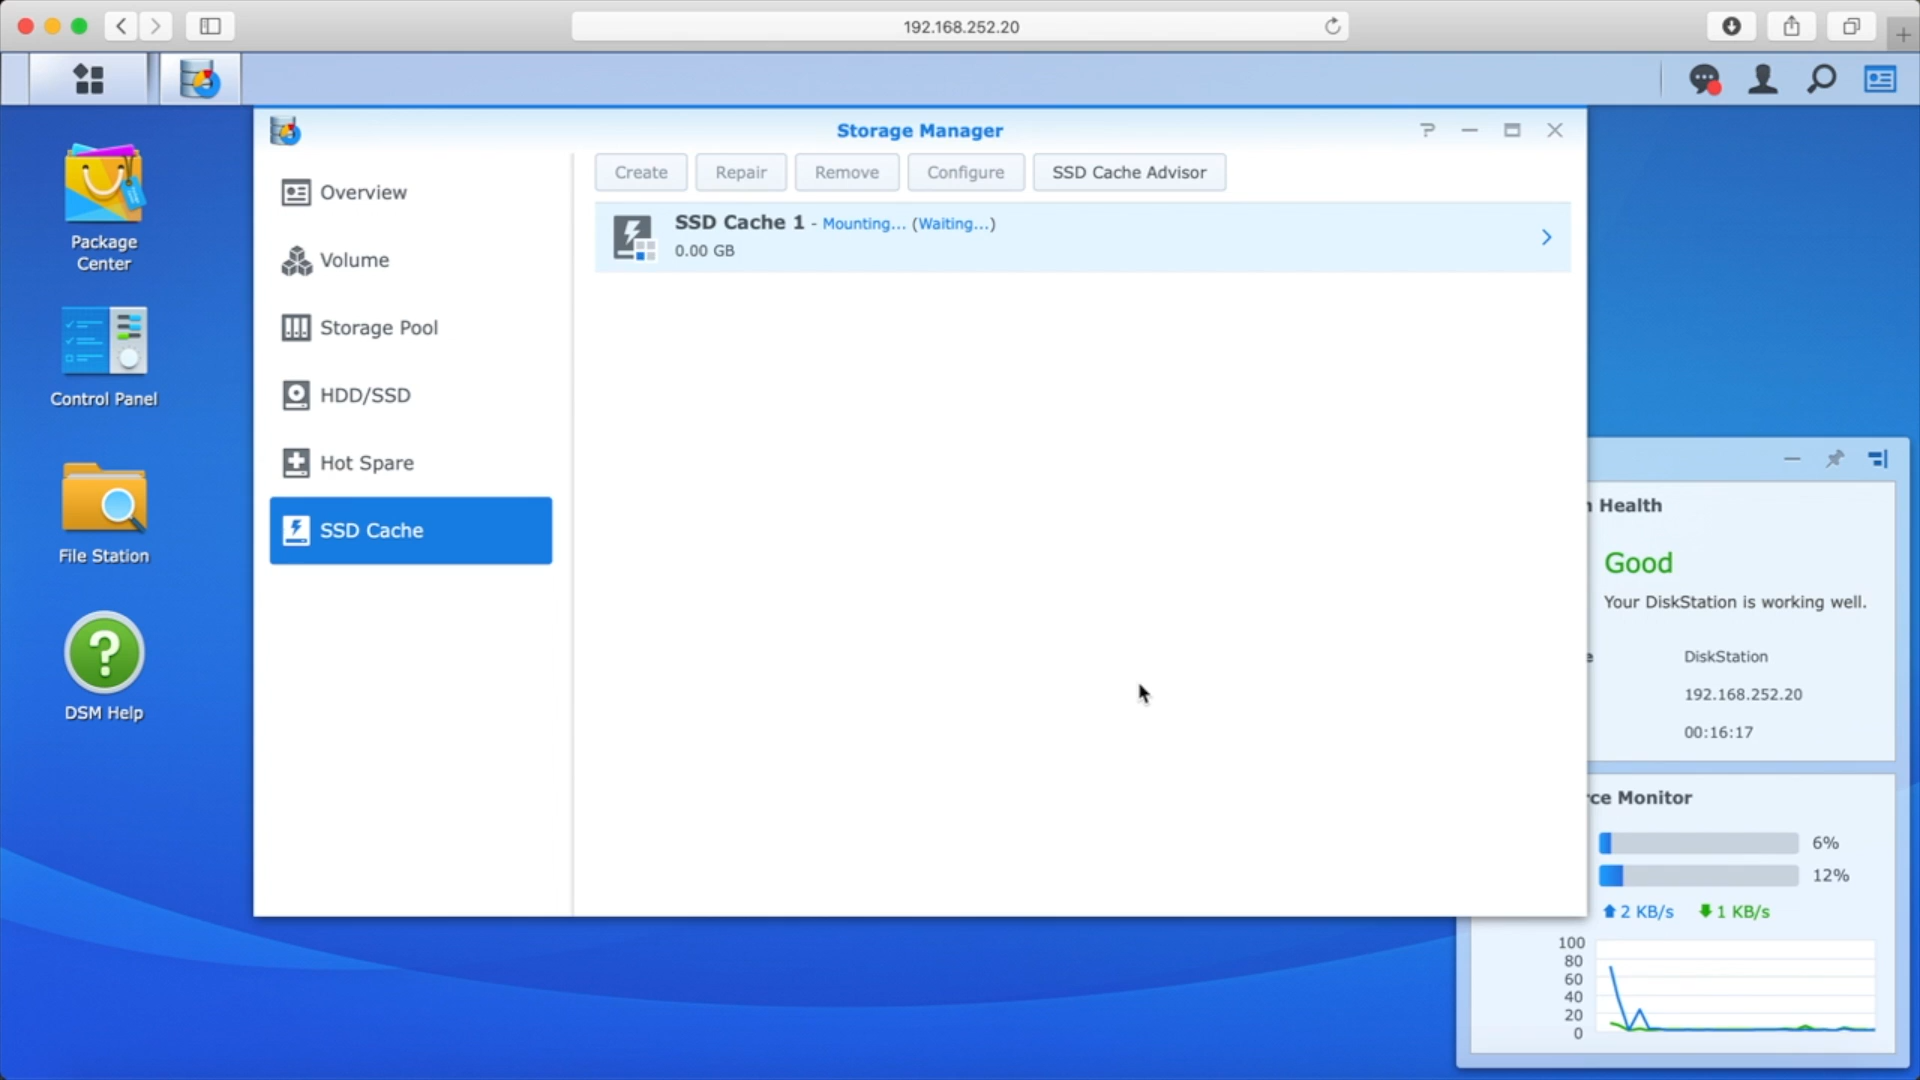 192.168.252.20
Storage Manager
Create
Repair
Remove
Configure
SSD Cache Advisor
SSD Cache 1 - Mounting... (Waiting...)
0.00 GB
Overview
Volume
Storage Pool
HDD/SSD
Hot Spare
SSD Cache
Package
Center
Control Panel
File Station
DSM Help
Health
Good
Your DiskStation is working well.
DiskStation
192.168.252.20
00:16:17
rce Monitor
6%
12%
2 KB/s
1 KB/s
100
80
60
40
20
0